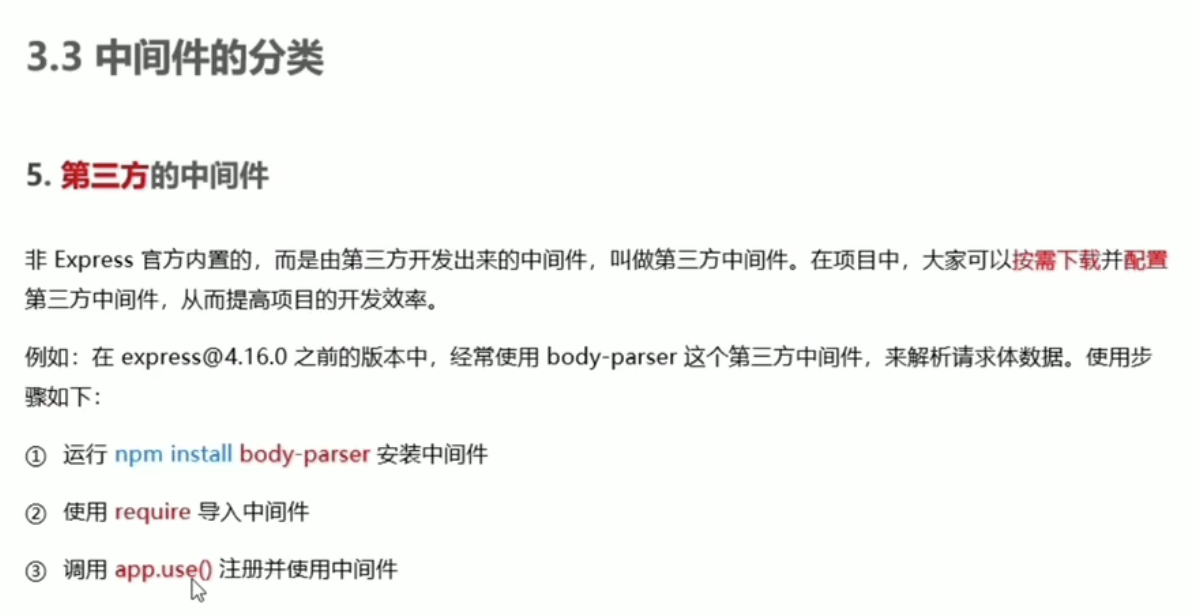 3.3 中间件的分类
5. 第三方的中间件
非 Express 官方内置的，而是由第三方开发出来的中间件，叫做第三方中间件。在项目中，大家可以按需下载并配置
第三方中间件，从而提高项目的开发效率。
例如：在 express@4.16.0 之前的版本中，经常使用 body-parser 这个第三方中间件，来解析请求体数据。使用步
骤如下：
① 运行 npm install body-parser 安装中间件
② 使用 require 导入中间件
③ 调用 app.use() 注册并使用中间件